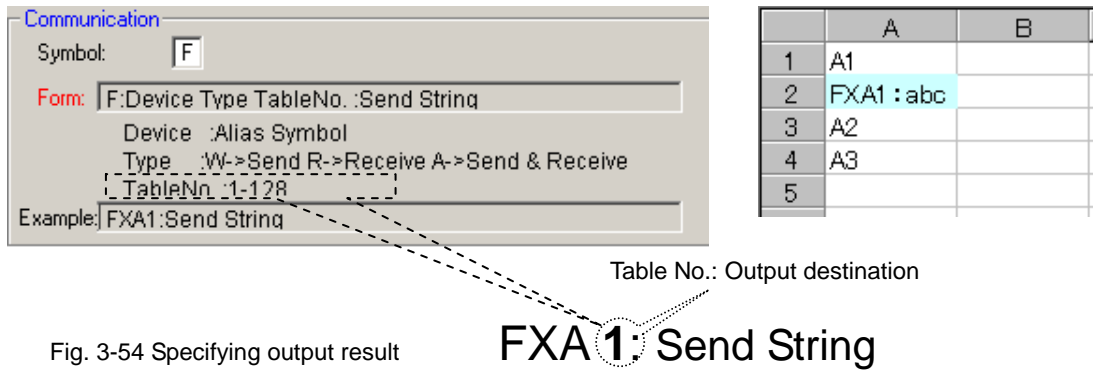 Communication
Symbol: F
Form: F:Device Type TableNo. :Send String
Device :Alias Symbol
Type :W->Send R->Receive A->Send & Receive
TableNo. :1-128
Example: FXA1:Send String
A B
1 A1
2 FXA1:abc
3 A2
4 A3
5
Table No.: Output destination
FXA 1: Send String
Fig. 3-54 Specifying output result